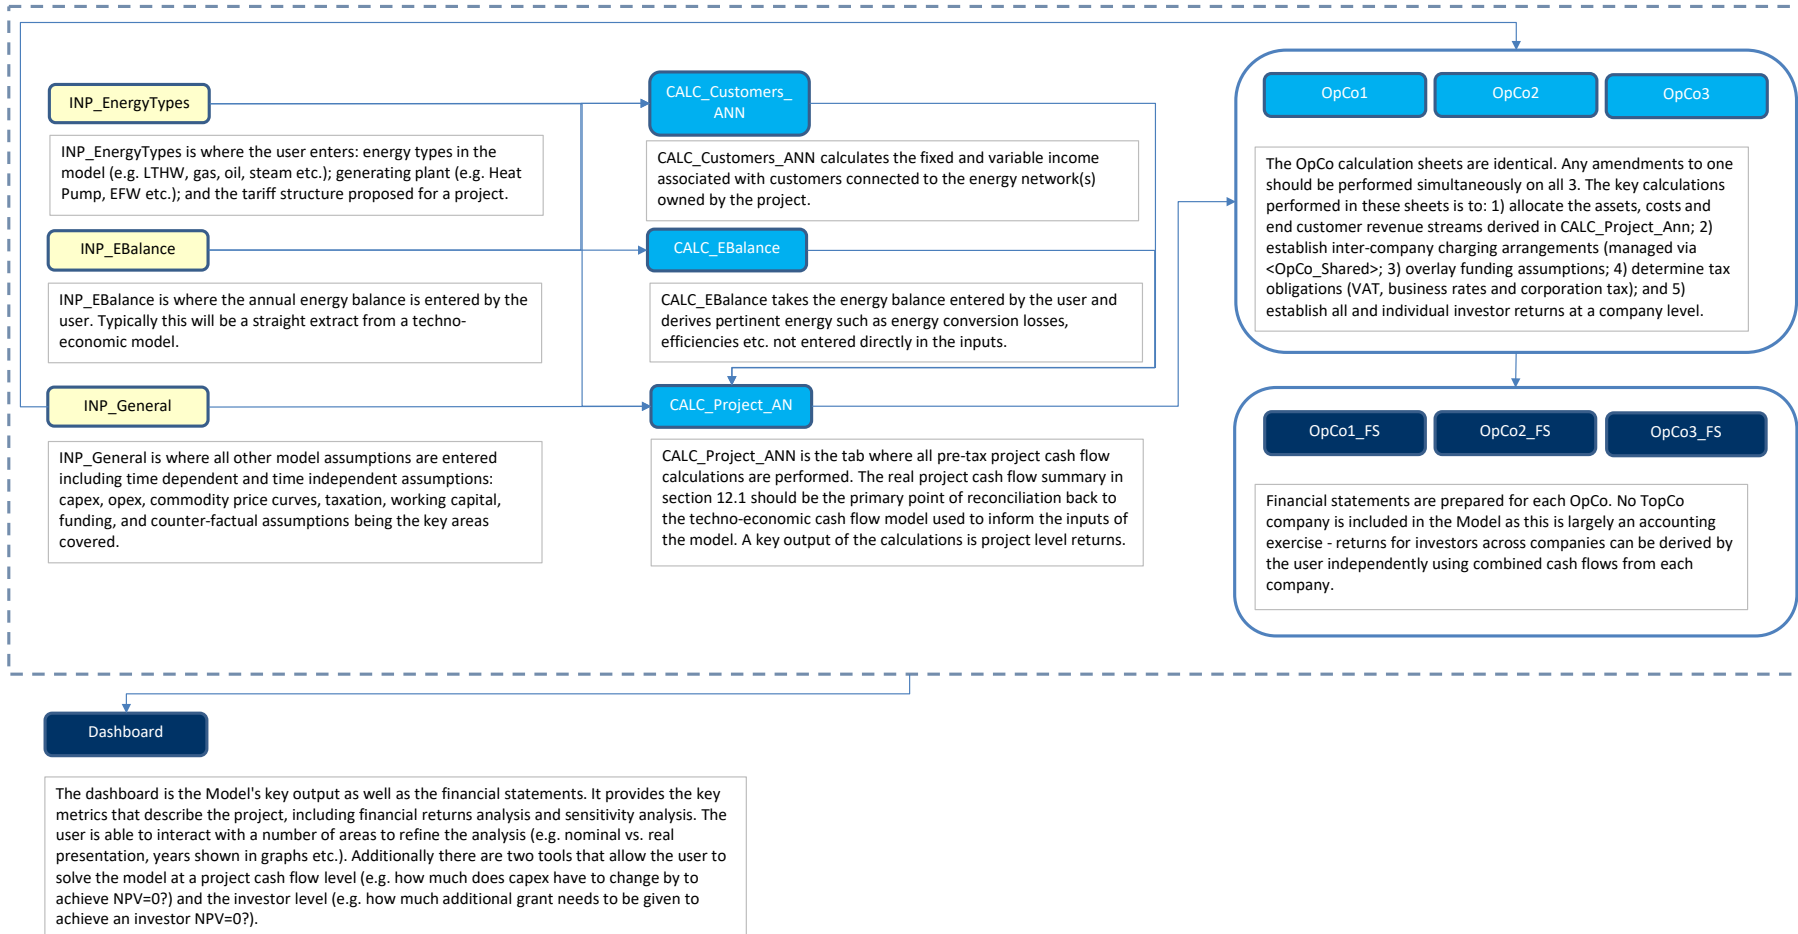 INP_EnergyTypes
INP_EnergyTypes is where the user enters: energy types in the
model (e.g. LTHW, gas, oil, steam etc.); generating plant (e.g. Heat
Pump, EFW etc.); and the tariff structure proposed for a project.
INP_EBalance
INP_EBalance is where the annual energy balance is entered by the
user. Typically this will be a straight extract from a techno-
economic model.
INP_General
INP_General is where all other model assumptions are entered
including time dependent and time independent assumptions:
capex, opex, commodity price curves, taxation, working capital,
funding, and counter-factual assumptions being the key areas
covered.
CALC_Customers_
ANN
CALC_Customers_ANN calculates the fixed and variable income
associated with customers connected to the energy network(s)
owned by the project.
CALC_EBalance
CALC_EBalance takes the energy balance entered by the user and
derives pertinent energy such as energy conversion losses,
efficiencies etc. not entered directly in the inputs.
CALC_Project_AN
CALC_Project_ANN is the tab where all pre-tax project cash flow
calculations are performed. The real project cash flow summary in
section 12.1 should be the primary point of reconciliation back to
the techno-economic cash flow model used to inform the inputs of
the model. A key output of the calculations is project level returns.
OpCo1
OpCo2
OpCo3
The OpCo calculation sheets are identical. Any amendments to one
should be performed simultaneously on all 3. The key calculations
performed in these sheets is to: 1) allocate the assets, costs and
end customer revenue streams derived in CALC_Project_Ann; 2)
establish inter-company charging arrangements (managed via
<OpCo_Shared>; 3) overlay funding assumptions; 4) determine tax
obligations (VAT, business rates and corporation tax); and 5)
establish all and individual investor returns at a company level.
OpCo1_FS
OpCo2_FS
OpCo3_FS
Financial statements are prepared for each OpCo. No TopCo
company is included in the Model as this is largely an accounting
exercise - returns for investors across companies can be derived by
the user independently using combined cash flows from each
company.
Dashboard
The dashboard is the Model's key output as well as the financial statements. It provides the key
metrics that describe the project, including financial returns analysis and sensitivity analysis. The
user is able to interact with a number of areas to refine the analysis (e.g. nominal vs. real
presentation, years shown in graphs etc.). Additionally there are two tools that allow the user to
solve the model at a project cash flow level (e.g. how much does capex have to change by to
achieve NPV=0?) and the investor level (e.g. how much additional grant needs to be given to
achieve an investor NPV=0?).